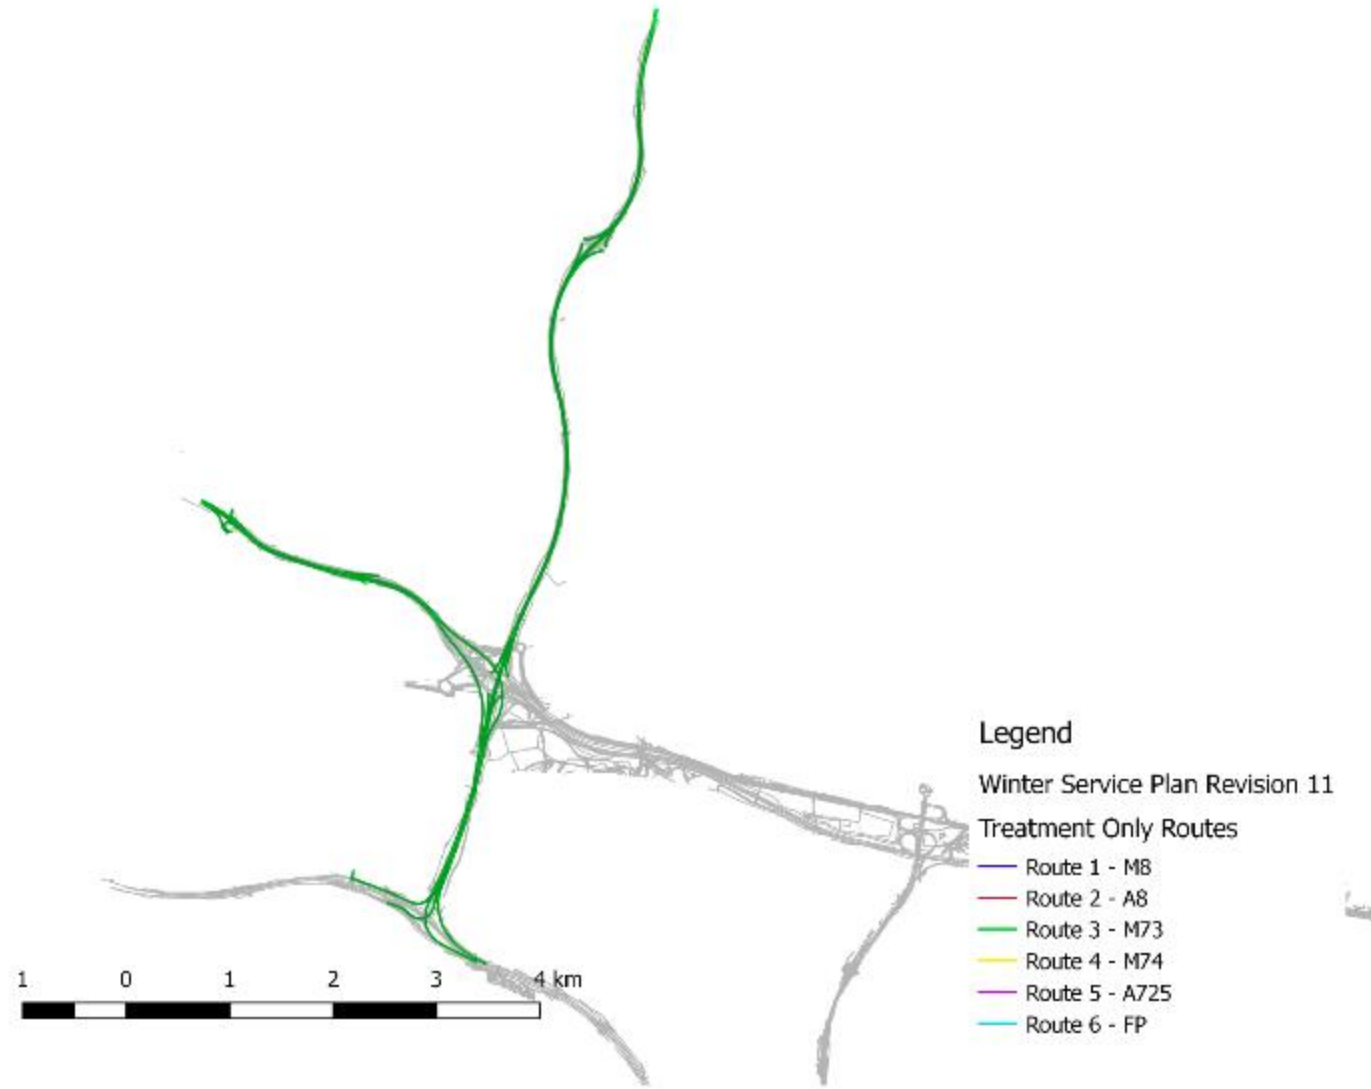 Legend
Winter Service Plan Revision 11
Treatment Only Routes
Route 1 - M8
Route 2 - A8
Route 3 - M73
Route 4 - M74
Route 5 - A725
Route 6 - FP
1 0 1 2 3 4 km